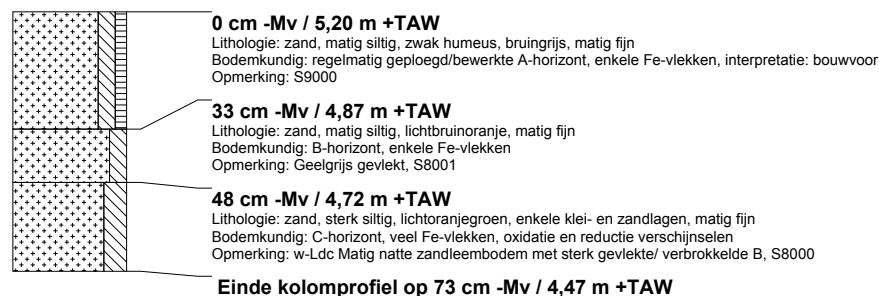 0 cm -Mv / 5,20 m +TAW
Lithologie: zand, matig siltig, zwak humeus, bruingrijs, matig fijn
Bodemkundig: regelmatig geploegd/bewerkte A-horizont, enkele Fe-vlekken, interpretatie: bouwvoor
Opmerking: S9000
33 cm -Mv / 4,87 m +TAW
Lithologie: zand, matig siltig, lichtbruinoranje, matig fijn
Bodemkundig: B-horizont, enkele Fe-vlekken
Opmerking: Geelgrijs gevlekt, S8001
48 cm -Mv / 4,72 m +TAW
Lithologie: zand, sterk siltig, lichtoranjegroen, enkele klei- en zandlagen, matig fijn
Bodemkundig: C-horizont, veel Fe-vlekken, oxidatie en reductie verschijnselen
Opmerking: w-Ldc Matig natte zandleembodem met sterk gevlekte/ verbrokkelde B, S8000
Einde kolomprofiel op 73 cm -Mv / 4,47 m +TAW